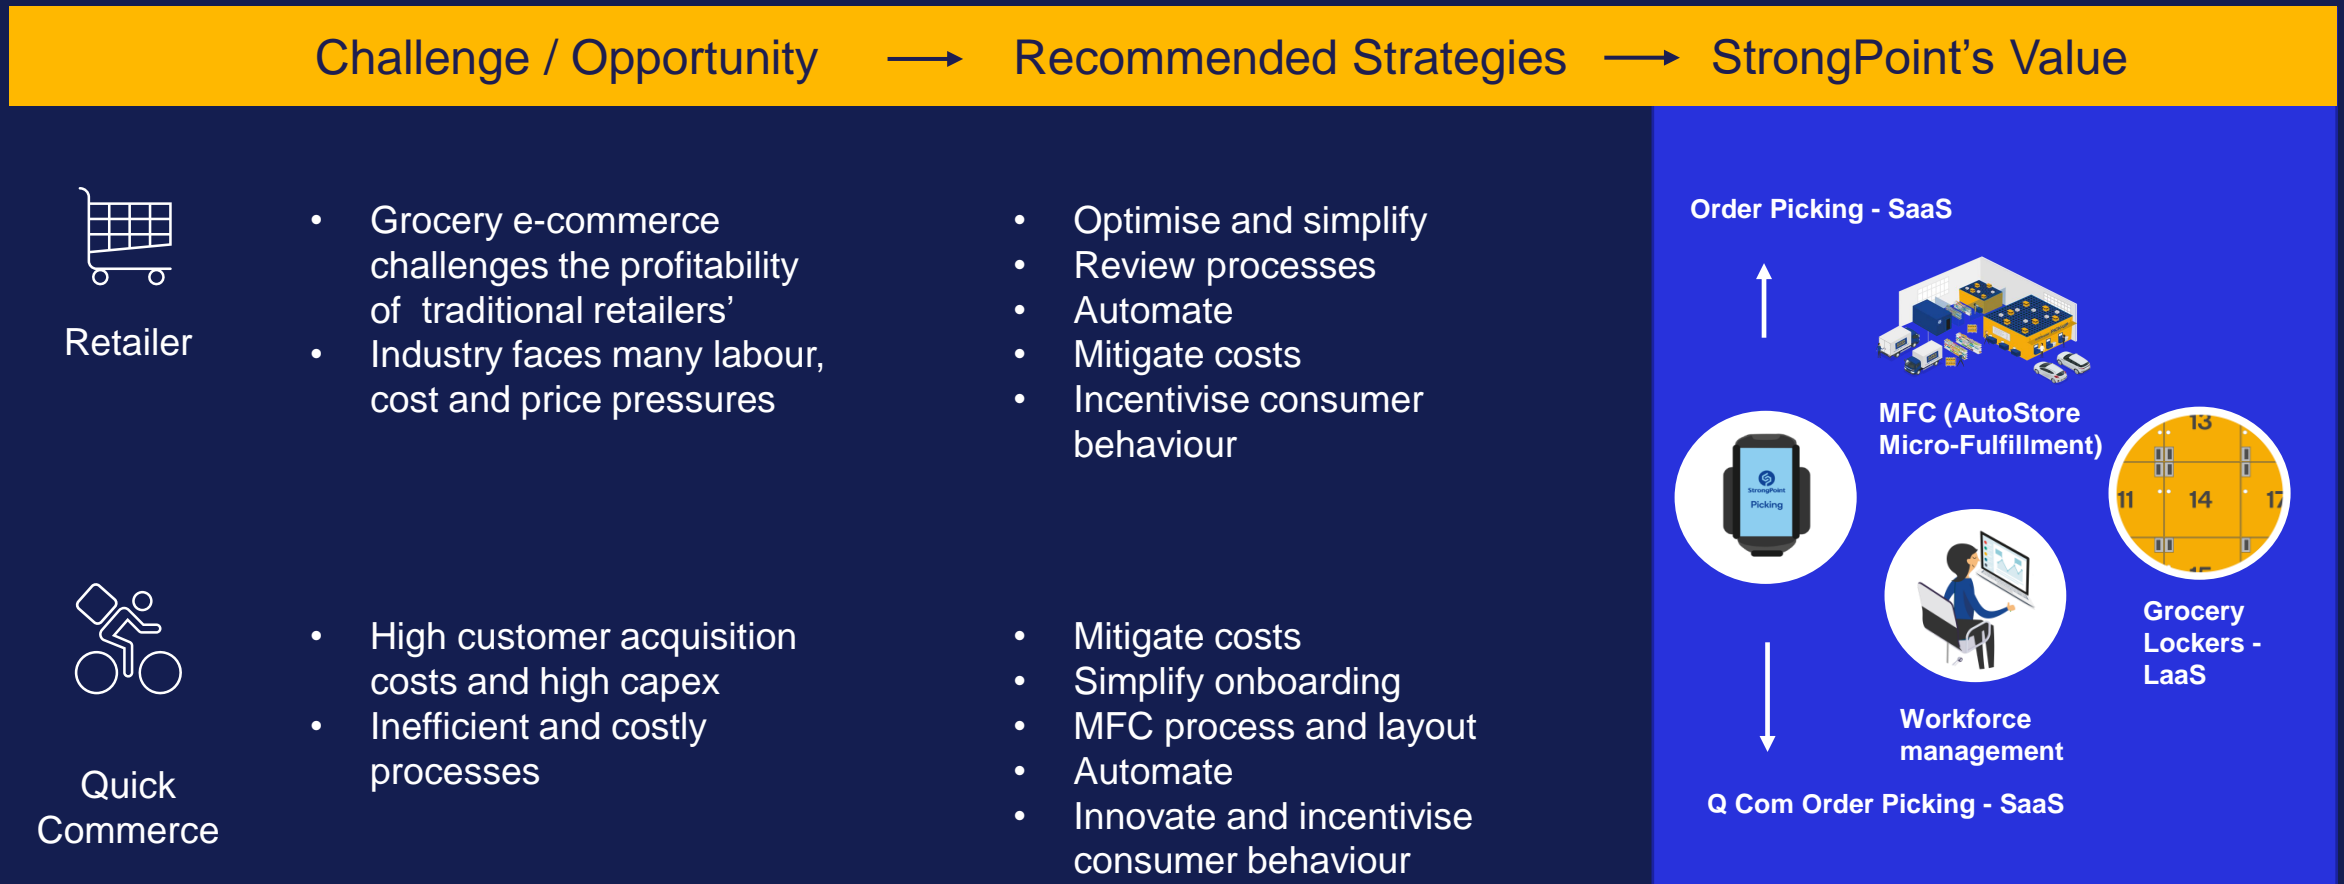 Challenge / Opportunity
Recommended Strategies
StrongPoint's Value
Retailer
• Grocery e-commerce
challenges the profitability
of  traditional retailers’
• Industry faces many labour,
cost and price pressures
• Optimise and simplify
• Review processes
• Automate
• Mitigate costs
• Incentivise consumer
behaviour
Quick
Commerce
• High customer acquisition
costs and high capex
• Inefficient and costly
processes
• Mitigate costs
• Simplify onboarding
• MFC process and layout
• Automate
• Innovate and incentivise
consumer behaviour
Order Picking - SaaS
MFC (AutoStore
Micro-Fulfillment)
StrongPoint
Picking
13
11
14
17
15
Grocery
Lockers -
LaaS
Workforce
management
Q Com Order Picking - SaaS